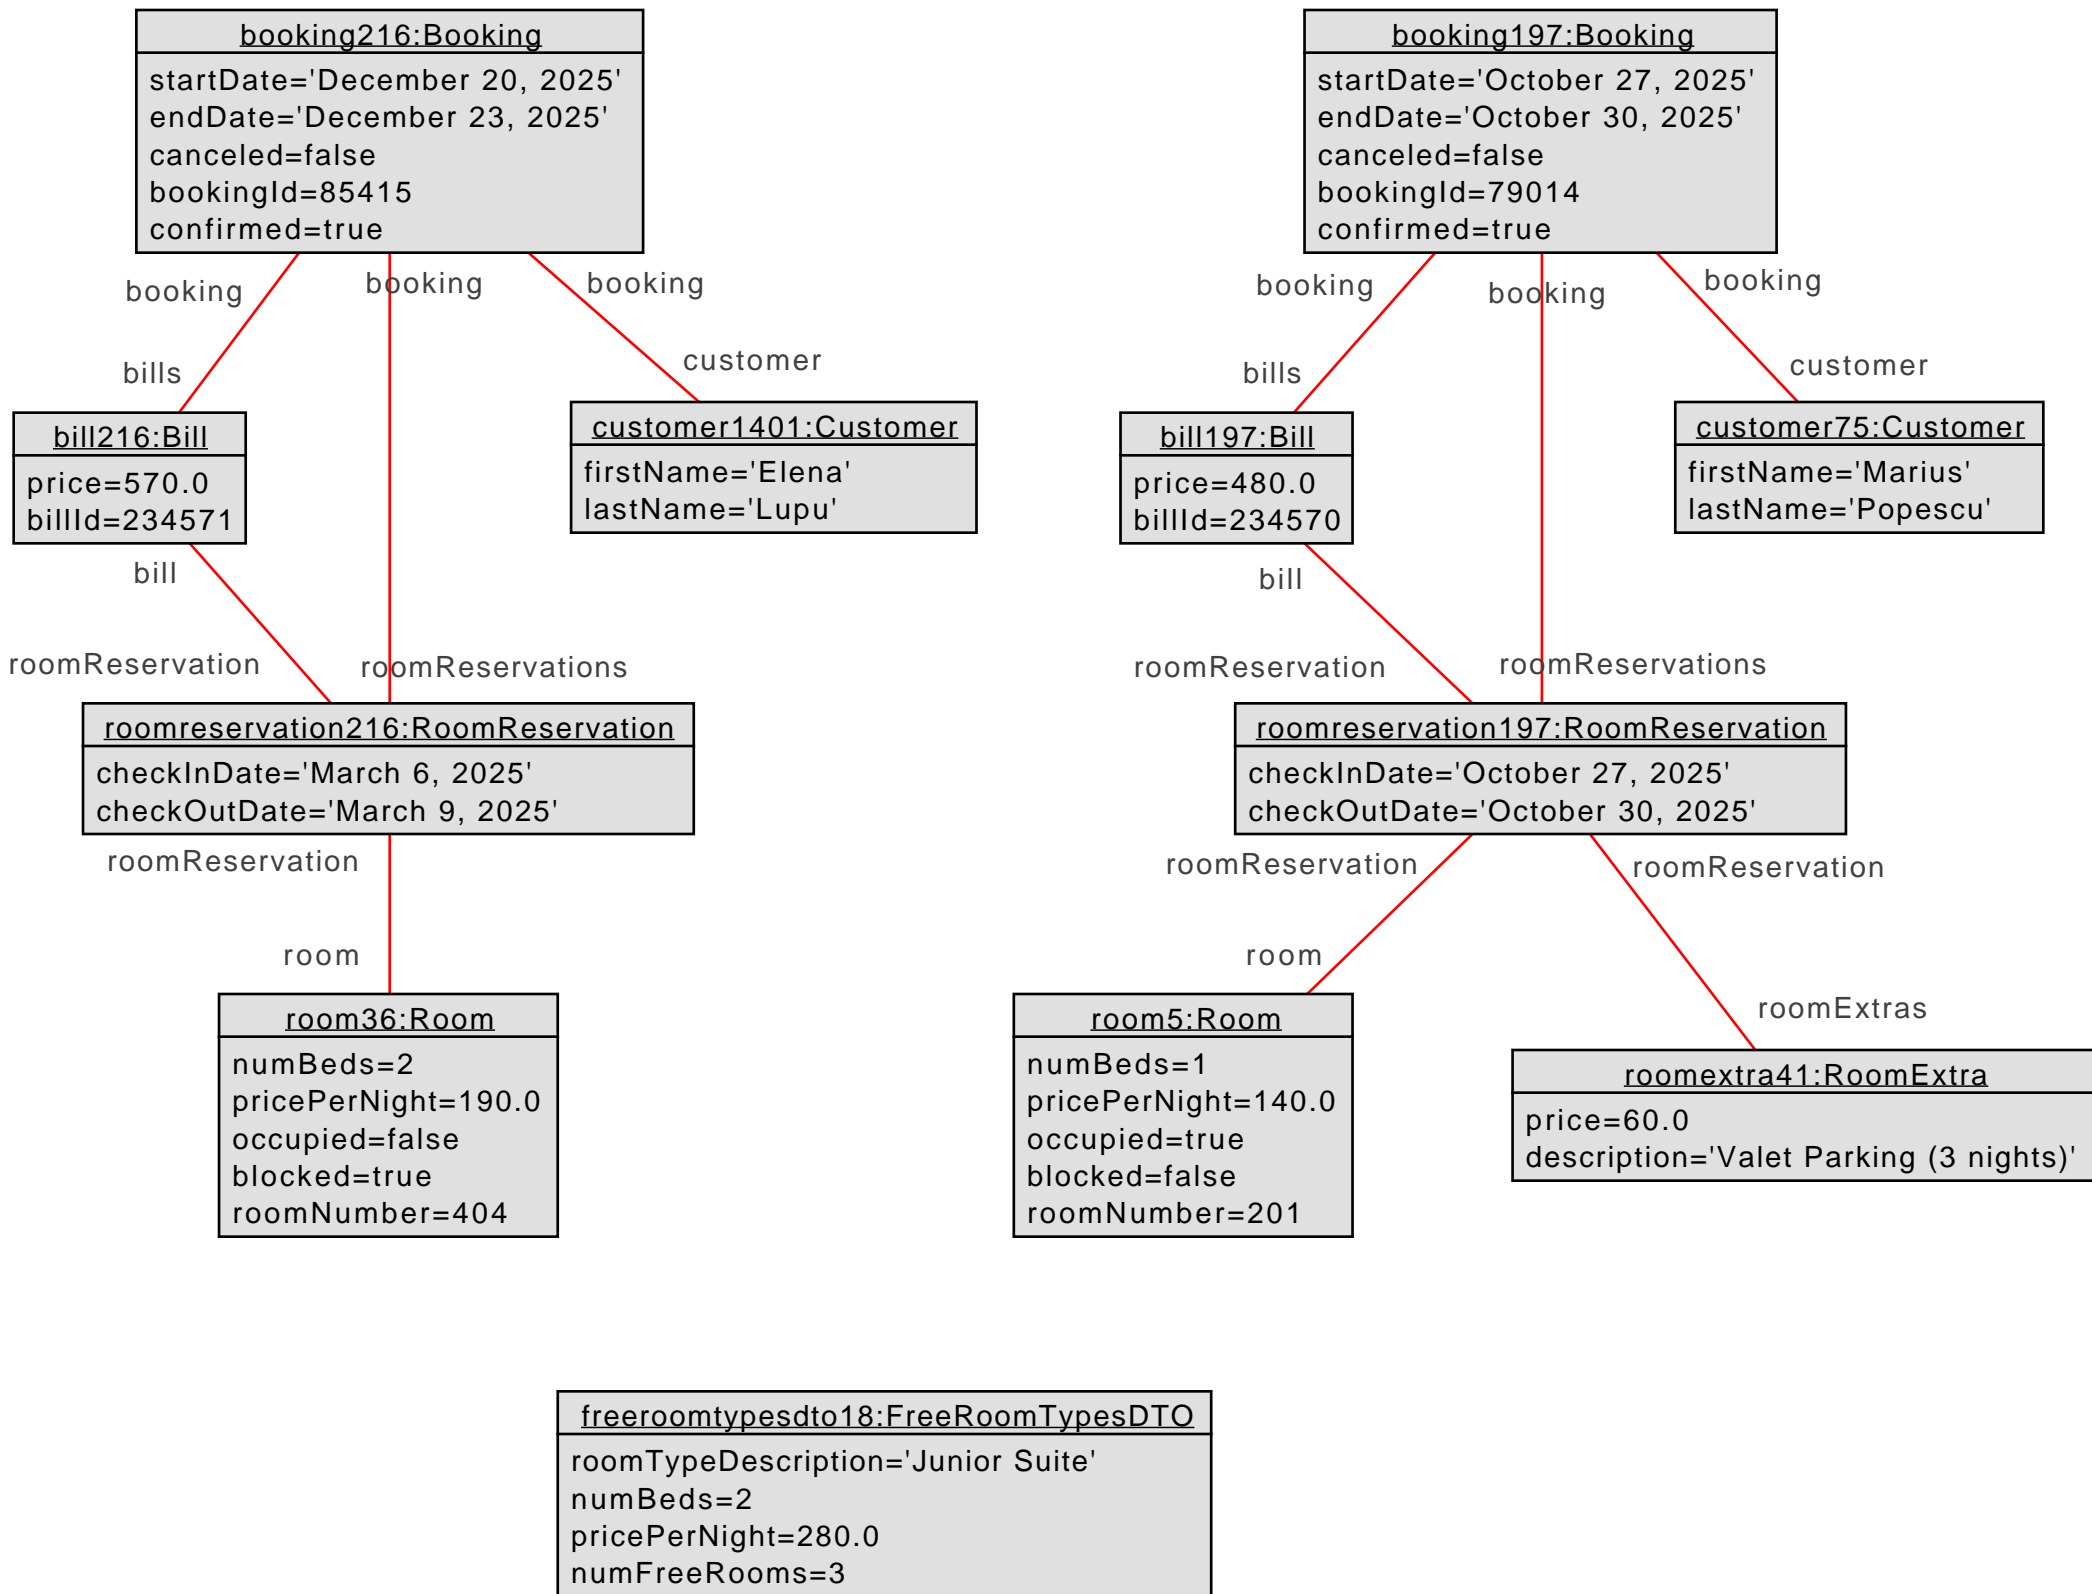 booking216:Booking
startDate='December 20, 2025'
endDate='December 23, 2025'
canceled=false
bookingId=85415
confirmed=true
booking197:Booking
startDate='October 27, 2025'
endDate='October 30, 2025'
canceled=false
bookingId=79014
confirmed=true
booking
booking
booking
booking
booking
booking
bills
customer
bills
customer
bill216:Bill
price=570.0
billId=234571
customer1401:Customer
firstName='Elena'
lastName='Lupu'
bill197:Bill
price=480.0
billId=234570
customer75:Customer
firstName='Marius'
lastName='Popescu'
bill
bill
roomReservation
roomReservations
roomReservation
roomReservations
roomreservation216:RoomReservation
checkInDate='March 6, 2025'
checkOutDate='March 9, 2025'
roomreservation197:RoomReservation
checkInDate='October 27, 2025'
checkOutDate='October 30, 2025'
roomReservation
roomReservation
roomReservation
room
room
roomExtras
room36:Room
numBeds=2
pricePerNight=190.0
occupied=false
blocked=true
roomNumber=404
room5:Room
numBeds=1
pricePerNight=140.0
occupied=true
blocked=false
roomNumber=201
roomextra41:RoomExtra
price=60.0
description='Valet Parking (3 nights)'
freeroomtypesdto18:FreeRoomTypesDTO
roomTypeDescription='Junior Suite'
numBeds=2
pricePerNight=280.0
numFreeRooms=3